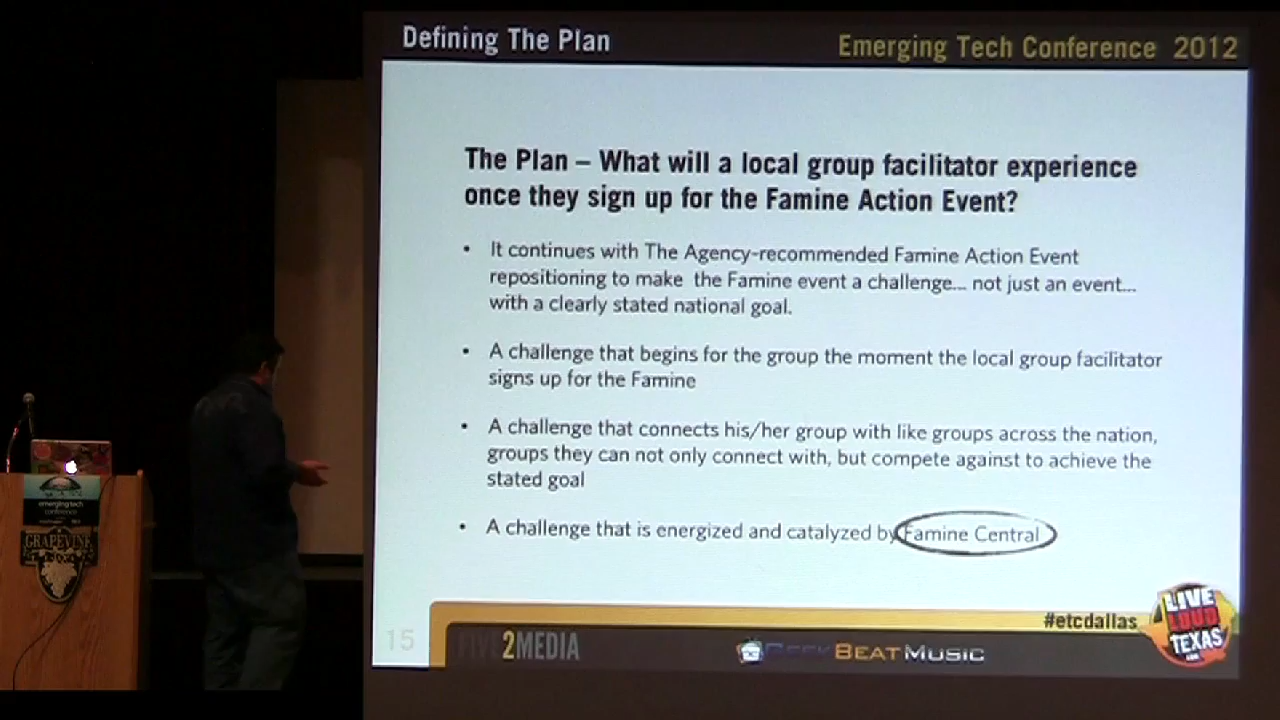 Defining The Plan
Emerging Tech Conference 2012
The Plan – What will a local group facilitator experience
once they sign up for the Famine Action Event?
• It continues with The Agency-recommended Famine Action Event
repositioning to make the Famine event a challenge... not just an event...
with a clearly stated national goal.
• A challenge that begins for the group the moment the local group facilitator
signs up for the Famine
• A challenge that connects his/her group with like groups across the nation,
groups they can not only connect with, but compete against to achieve the
stated goal
• A challenge that is energized and catalyzed by Famine Central
#etcdallas
LIVE
LOUD
TEXAS
15
FIVE2MEDIA
GEEKBEATMUSIC
emerging tech
conference
GRAPEVINE